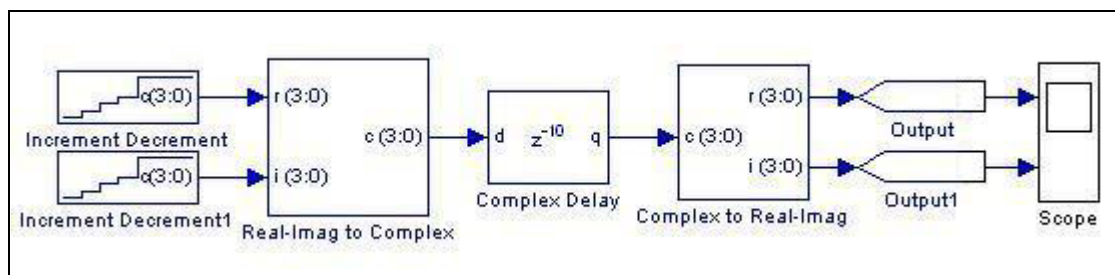 c(3:0)
Increment Decrement
c(3:0)
Increment Decrement1
r (3:0)
c (3:0)
i (3:0)
Real-Imag to Complex
d z⁻¹⁰ q
Complex Delay
r (3:0)
c (3:0)
i (3:0)
Complex to Real-Imag
Output
Output1
Scope